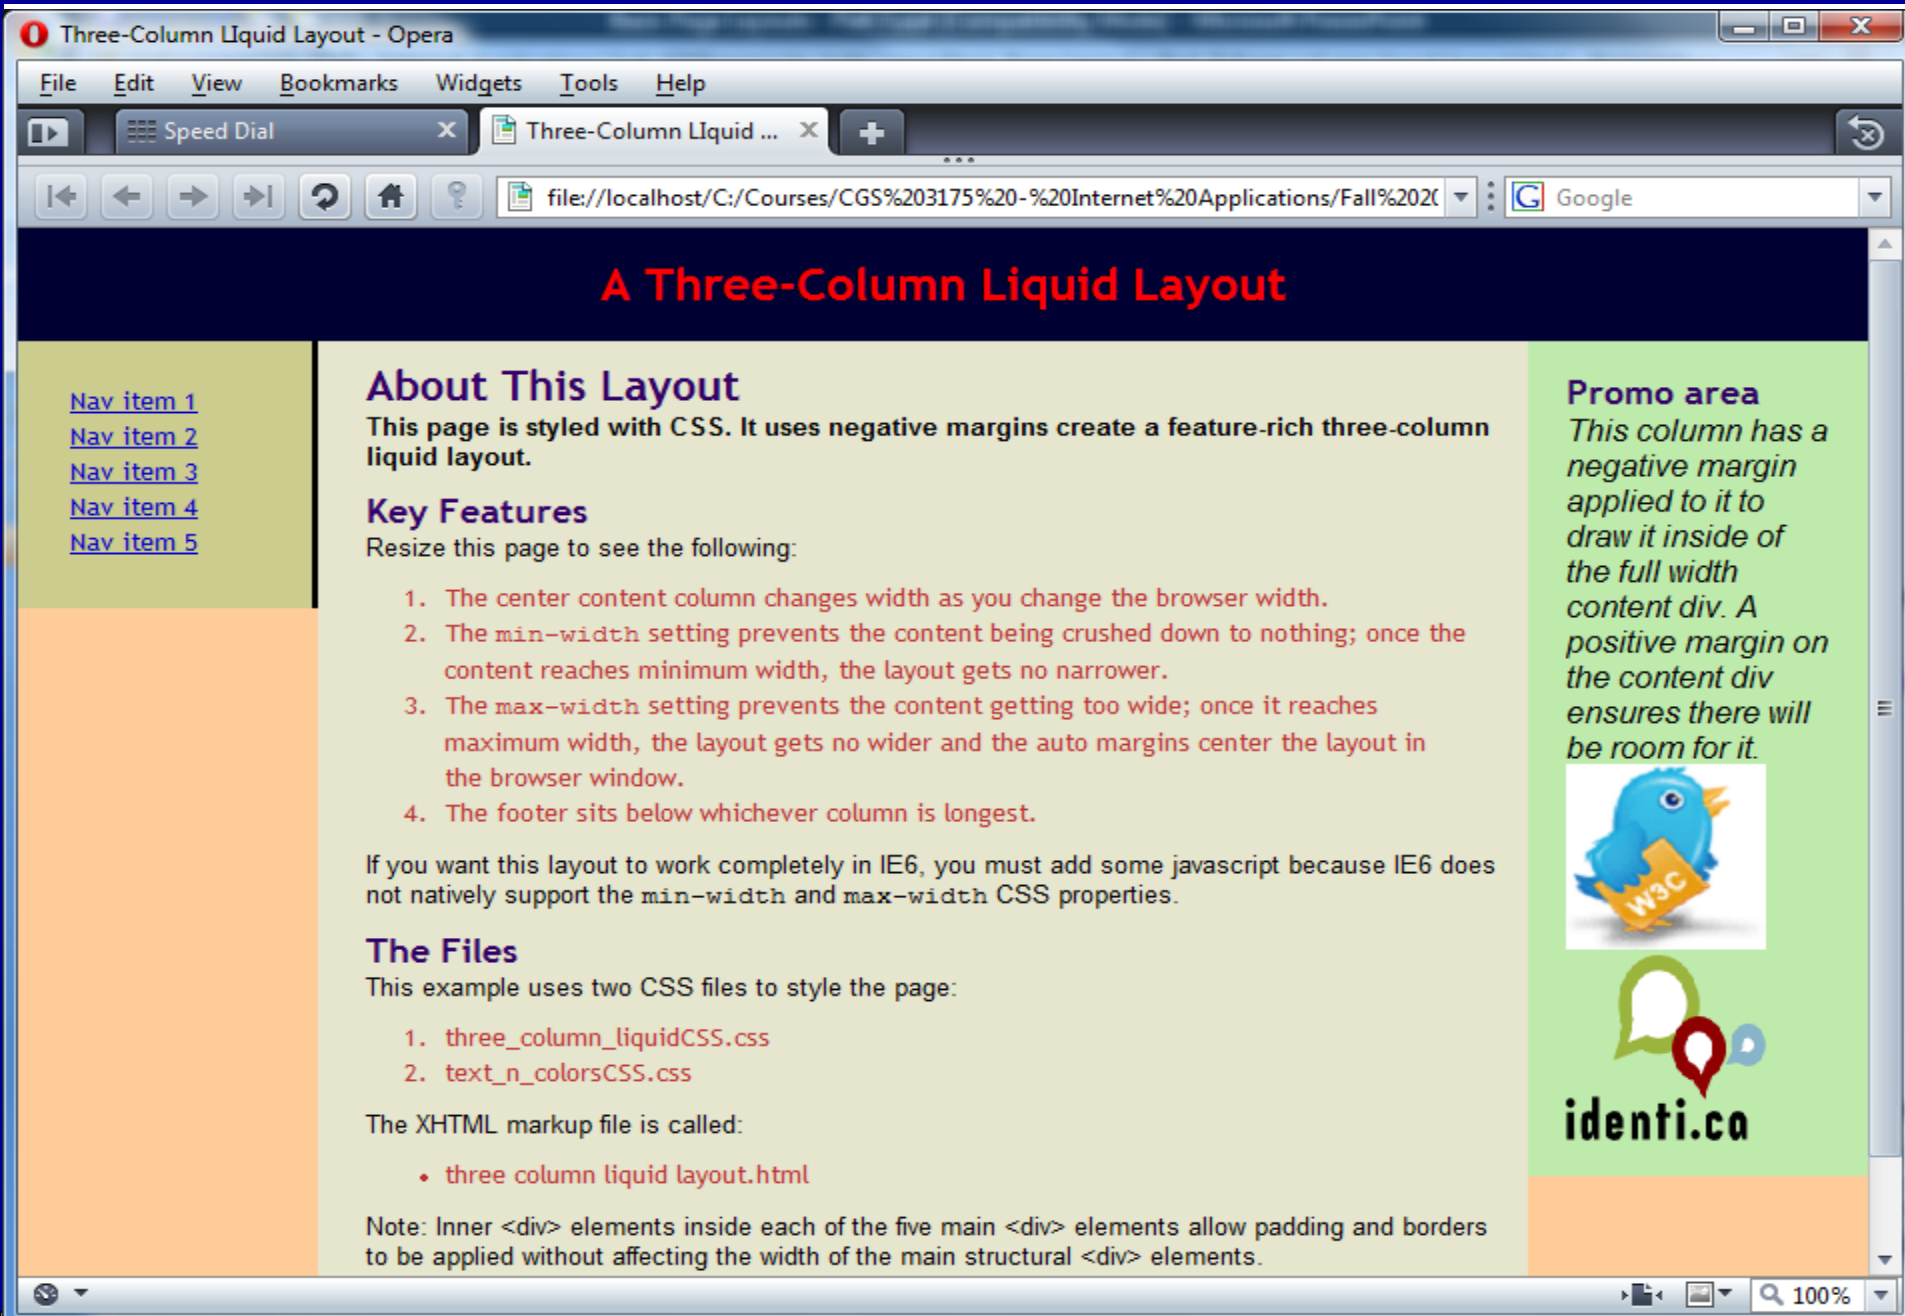 Three-Column LIquid Layout - Opera
File Edit View Bookmarks Widgets Tools Help
Speed Dial
Three-Column LIquid ...
file://localhost/C:/Courses/CGS%203175%20-%20Internet%20Applications/Fall%202(
Google
A Three-Column Liquid Layout
Nav item 1
Nav item 2
Nav item 3
Nav item 4
Nav item 5
About This Layout
This page is styled with CSS. It uses negative margins create a feature-rich three-column
liquid layout.
Key Features
Resize this page to see the following:
1. The center content column changes width as you change the browser width.
2. The min-width setting prevents the content being crushed down to nothing; once the
content reaches minimum width, the layout gets no narrower.
3. The max-width setting prevents the content getting too wide; once it reaches
maximum width, the layout gets no wider and the auto margins center the layout in
the browser window.
4. The footer sits below whichever column is longest.
If you want this layout to work completely in IE6, you must add some javascript because IE6 does
not natively support the min-width and max-width CSS properties.
The Files
This example uses two CSS files to style the page:
1. three_column_liquidCSS.css
2. text_n_colorsCSS.css
The XHTML markup file is called:
• three column liquid layout.html
Note: Inner <div> elements inside each of the five main <div> elements allow padding and borders
to be applied without affecting the width of the main structural <div> elements.
Promo area
This column has a
negative margin
applied to it to
draw it inside of
the full width
content div. A
positive margin on
the content div
ensures there will
be room for it.
W3C
identi.ca
100%